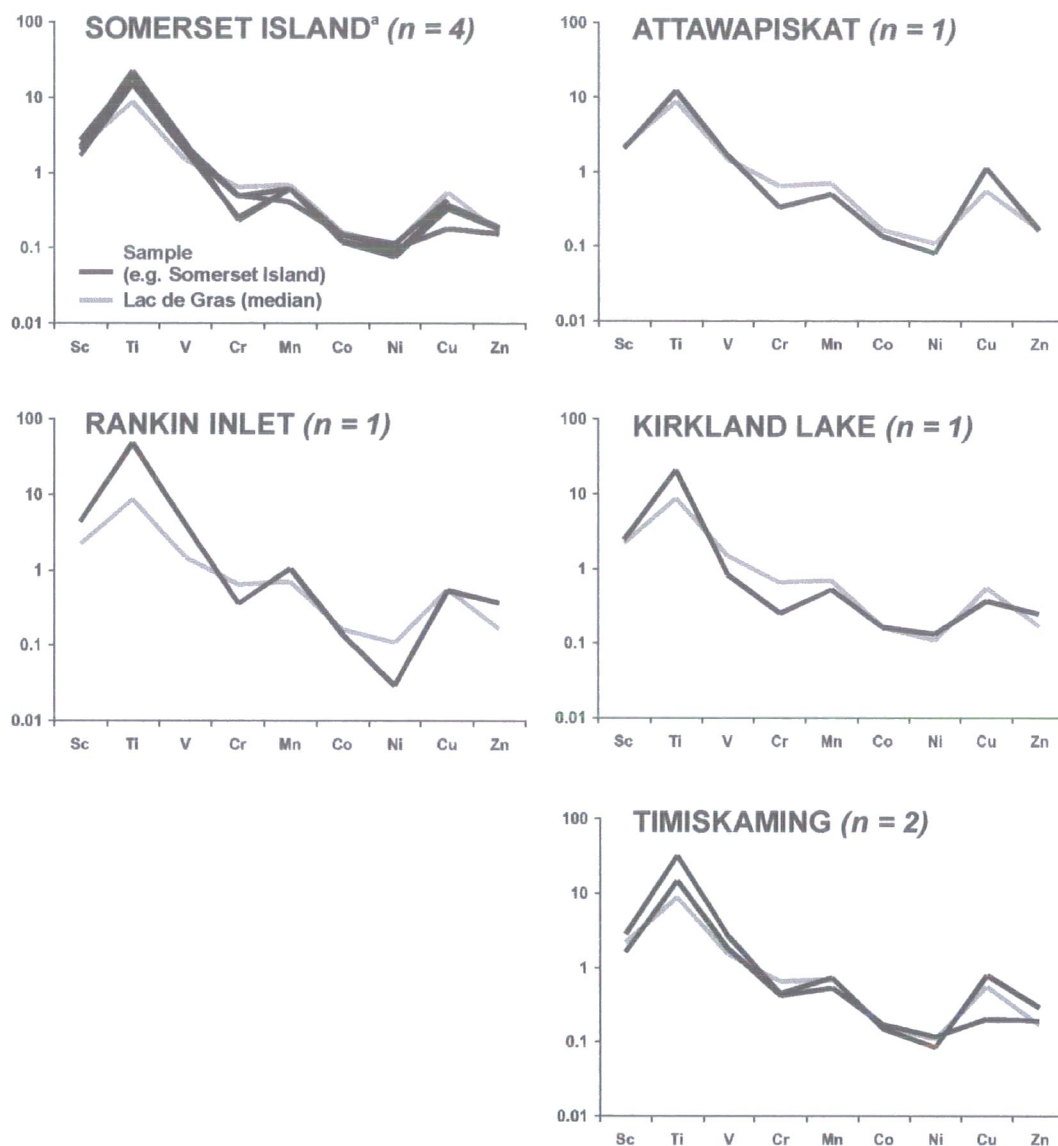 SOMERSET ISLANDa (n = 4)
100
10
1
0.1
0.01
Sample
(e.g. Somerset Island)
Lac de Gras (median)
Sc Ti V Cr Mn Co Ni Cu Zn
ATTAWAPISKAT (n = 1)
100
10
1
0.1
0.01
Sc Ti V Cr Mn Co Ni Cu Zn
RANKIN INLET (n = 1)
100
10
1
0.1
0.01
Sc Ti V Cr Mn Co Ni Cu Zn
KIRKLAND LAKE (n = 1)
100
10
1
0.1
0.01
Sc Ti V Cr Mn Co Ni Cu Zn
TIMISKAMING (n = 2)
100
10
1
0.1
0.01
Sc Ti V Cr Mn Co Ni Cu Zn